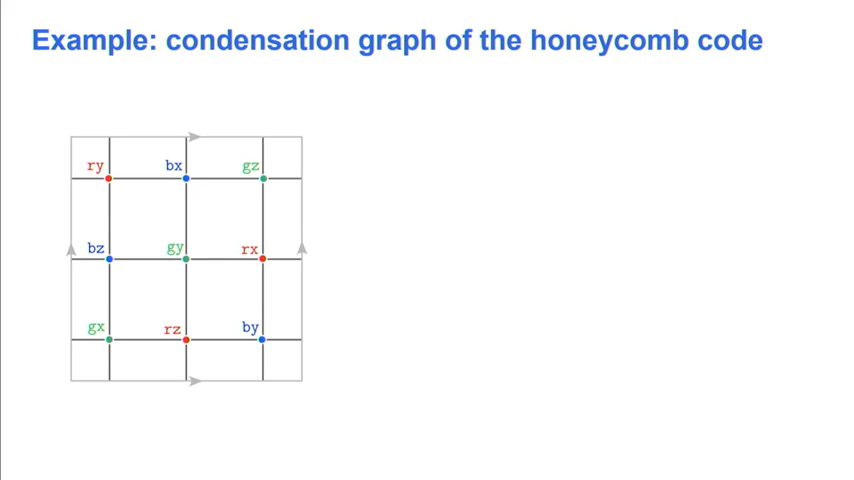 Example: condensation graph of the honeycomb code
ry bx gz
bz gy rx
gx rz by